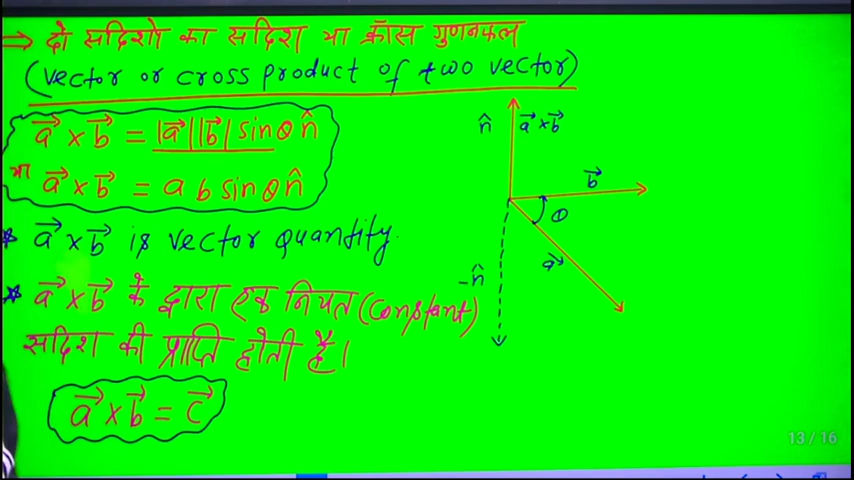 ⇒ दो सदिशो का सदिश या क्रॉस गुणनफल
(vector or cross product of two vector)
a⃗ × b⃗ = |a⃗||b⃗| sinθ n̂
या a⃗ × b⃗ = a b sinθ n̂
* a⃗ × b⃗ is vector quantity.
* a⃗ × b⃗ के द्वारा एक नियत (constant)
सदिश की प्राप्ति होती है।
a⃗ × b⃗ = c⃗
n̂ a⃗ × b⃗
b⃗
θ
a⃗
-n̂
13 / 16